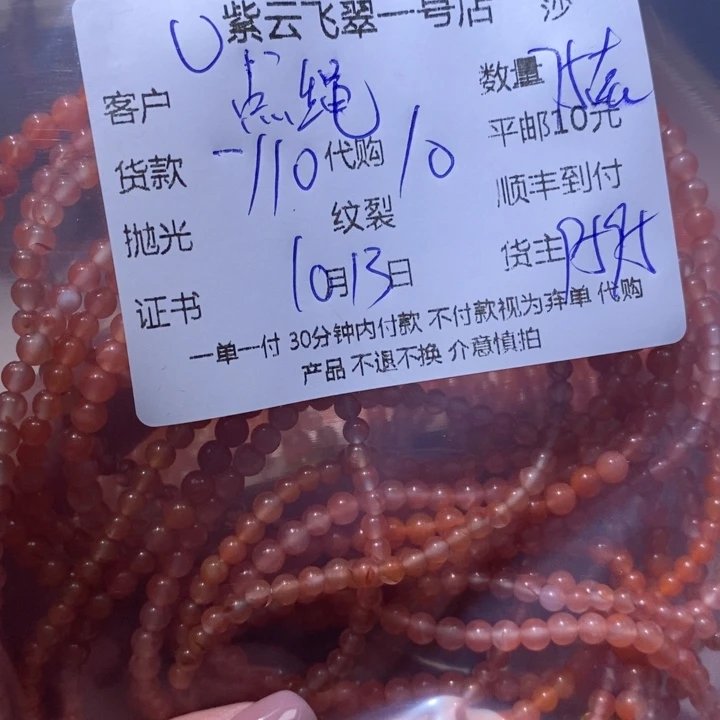 紫云飞翠一号店 沙
客户 点绳 数量 75
平邮10元
货款 110 代购 10
顺丰到付
抛光 纹裂
货主
证书 10月13日
一单一付 30分钟内付款 不付款视为弃单 代购
产品 不退不换 介意慎拍